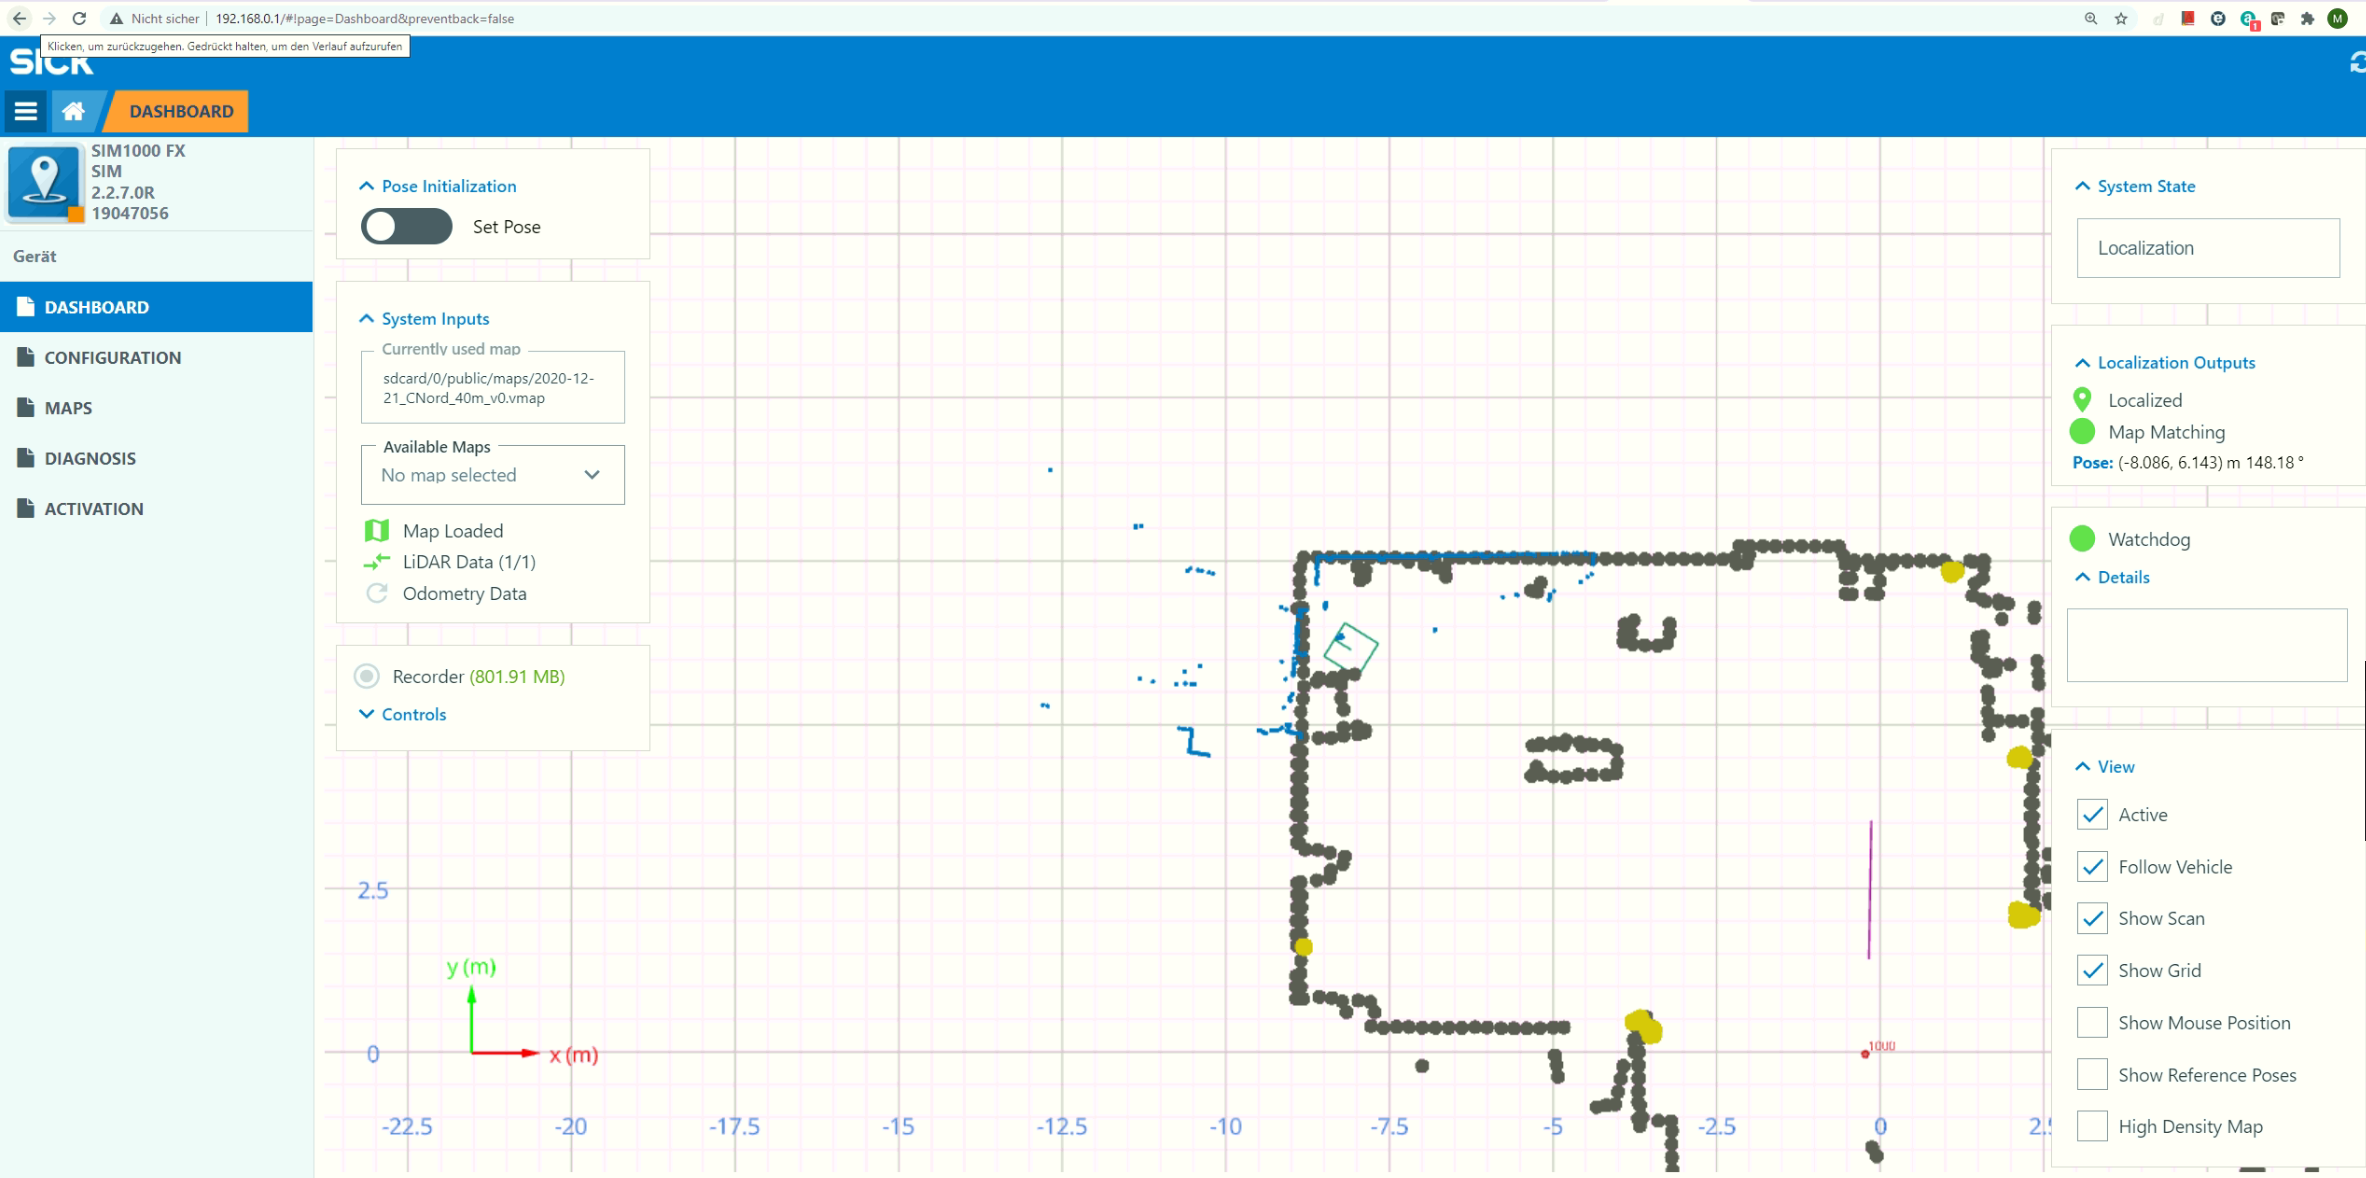 Nicht sicher
192.168.0.1/#!page=Dashboard&preventback=false
M
1
Klicken, um zurückzugehen. Gedrückt halten, um den Verlauf aufzurufen
SICK
DASHBOARD
SIM1000 FX
SIM
2.2.7.0R
19047056
Gerät
DASHBOARD
CONFIGURATION
MAPS
DIAGNOSIS
ACTIVATION
Pose Initialization
Set Pose
System Inputs
Currently used map
sdcard/0/public/maps/2020-12-
21_CNord_40m_v0.vmap
Available Maps
No map selected
Map Loaded
LiDAR Data (1/1)
Odometry Data
Recorder (801.91 MB)
Controls
2.5
y (m)
0
x (m)
1000
-22.5 -20 -17.5 -15 -12.5 -10 -7.5 -5 -2.5 0 2.5
System State
Localization
Localization Outputs
Localized
Map Matching
Pose: (-8.086, 6.143) m 148.18 °
Watchdog
Details
View
Active
Follow Vehicle
Show Scan
Show Grid
Show Mouse Position
Show Reference Poses
High Density Map